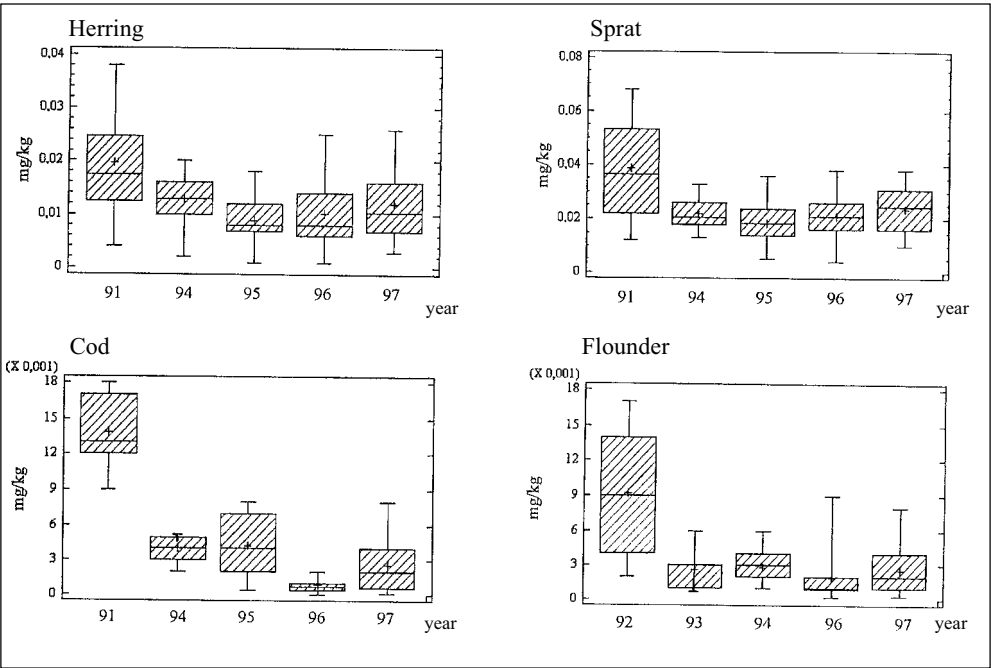 Herring
0,04
0,03
0,02
0,01
0
mg/kg
91 94 95 96 97 year
Sprat
0,08
0,06
0,04
0,02
0
mg/kg
91 94 95 96 97 year
Cod
(X 0,001)
18
15
12
9
6
3
0
mg/kg
91 94 95 96 97 year
Flounder
(X 0,001)
18
15
12
9
6
3
0
mg/kg
92 93 94 96 97 year